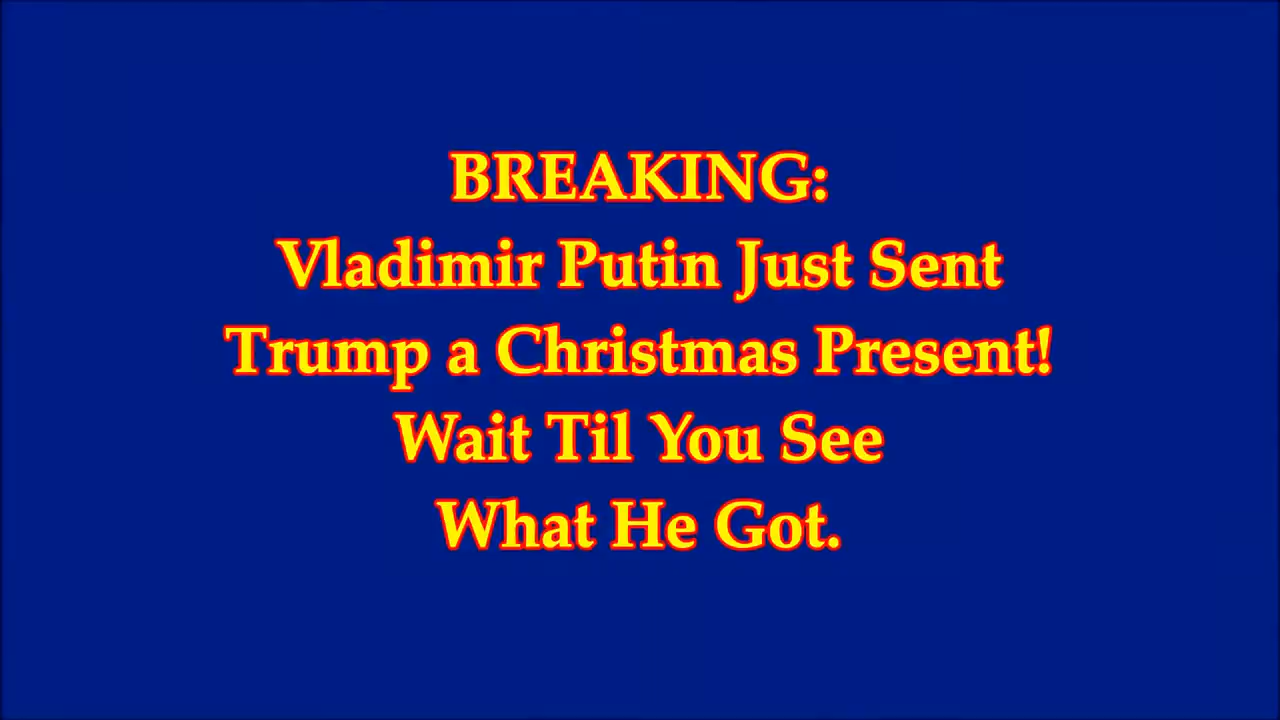 BREAKING:
Vladimir Putin Just Sent
Trump a Christmas Present!
Wait Til You See
What He Got.